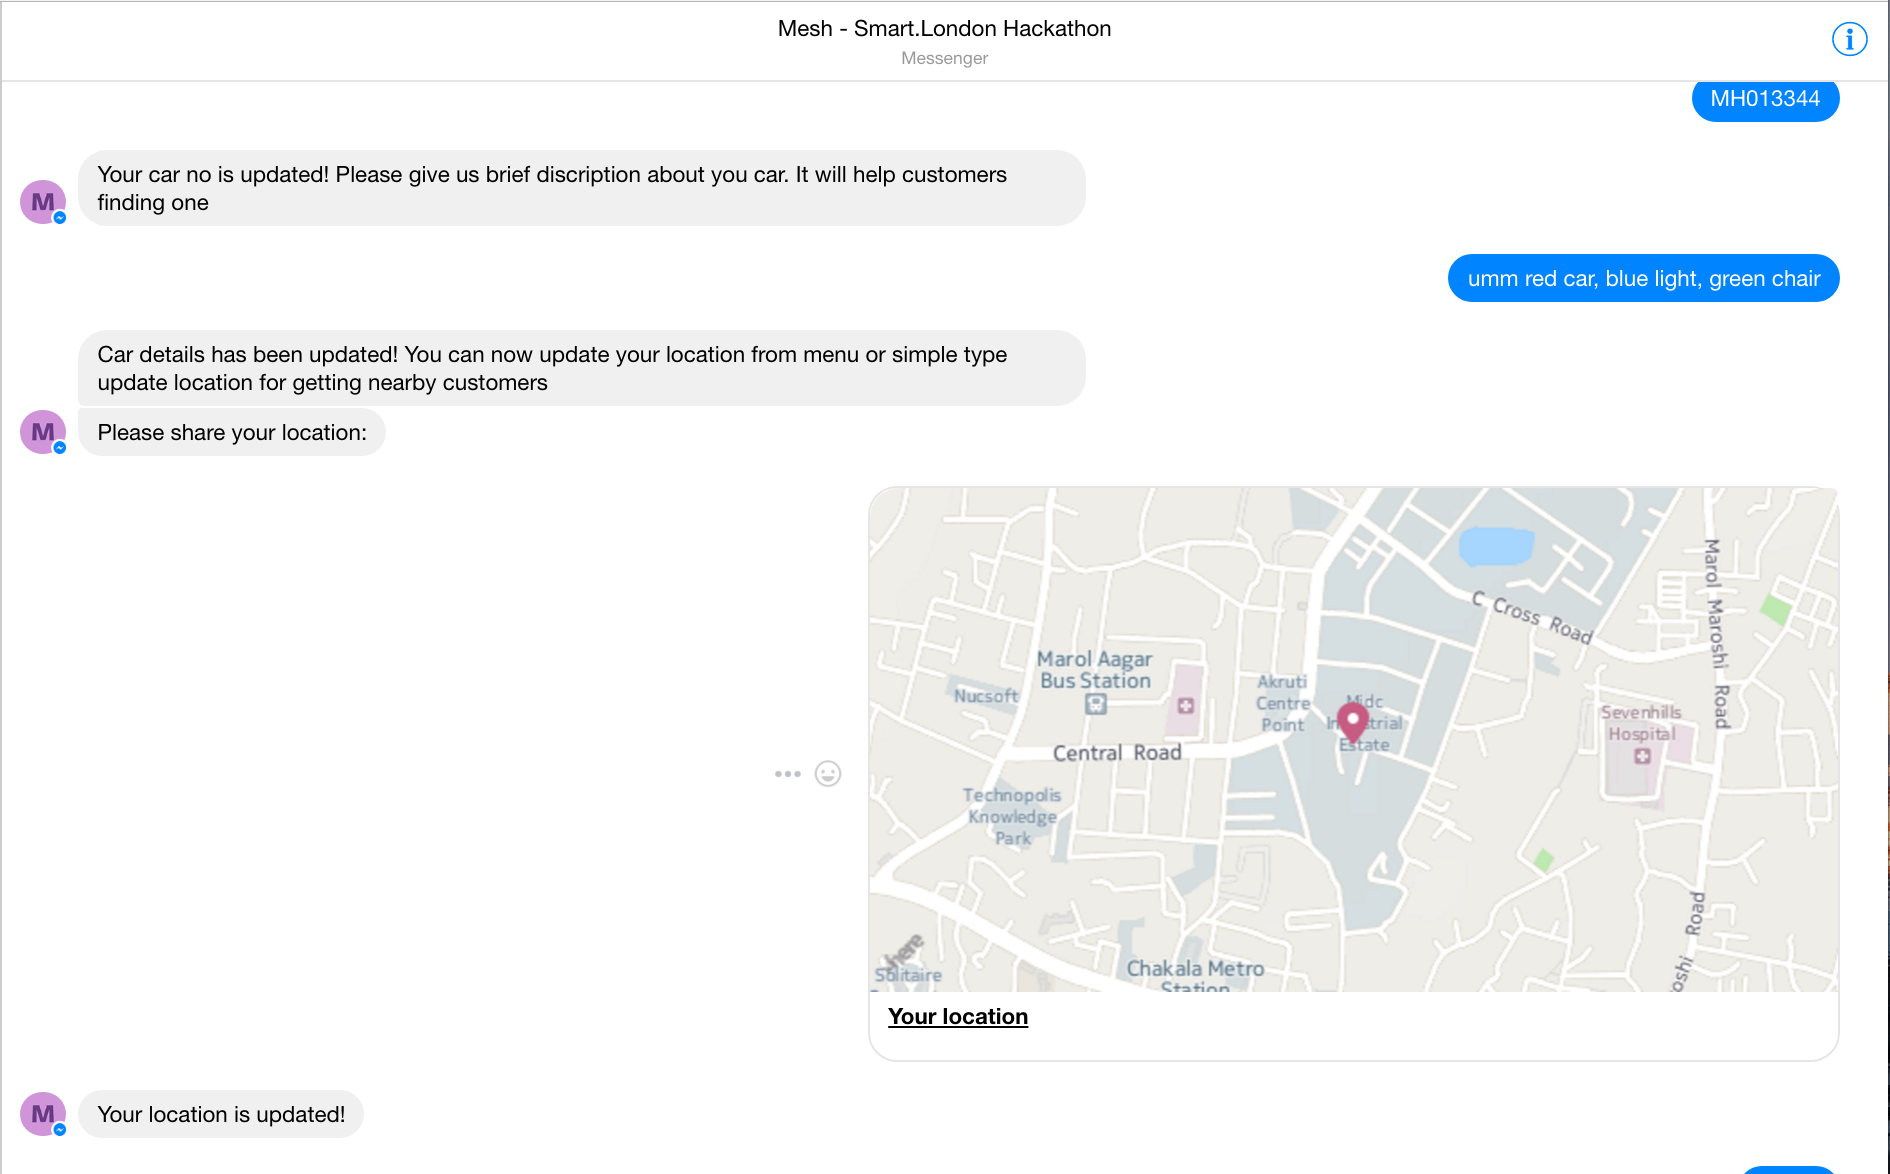 Mesh - Smart.London Hackathon
Messenger
MH013344
Your car no is updated! Please give us brief discription about you car. It will help customers
finding one
M
umm red car, blue light, green chair
Car details has been updated! You can now update your location from menu or simple type
update location for getting nearby customers
Please share your location:
M
Marol Maroshi Road
C Cross Road
Marol Aagar
Bus Station
Nucsoft
Akruti
Centre
Point
Midc
Estate
Sevenhills
Hospital
Central Road
Technopolis
Knowledge
Park
Road
here
Solitaire
Chakala Metro
Station
Your location
M
Your location is updated!